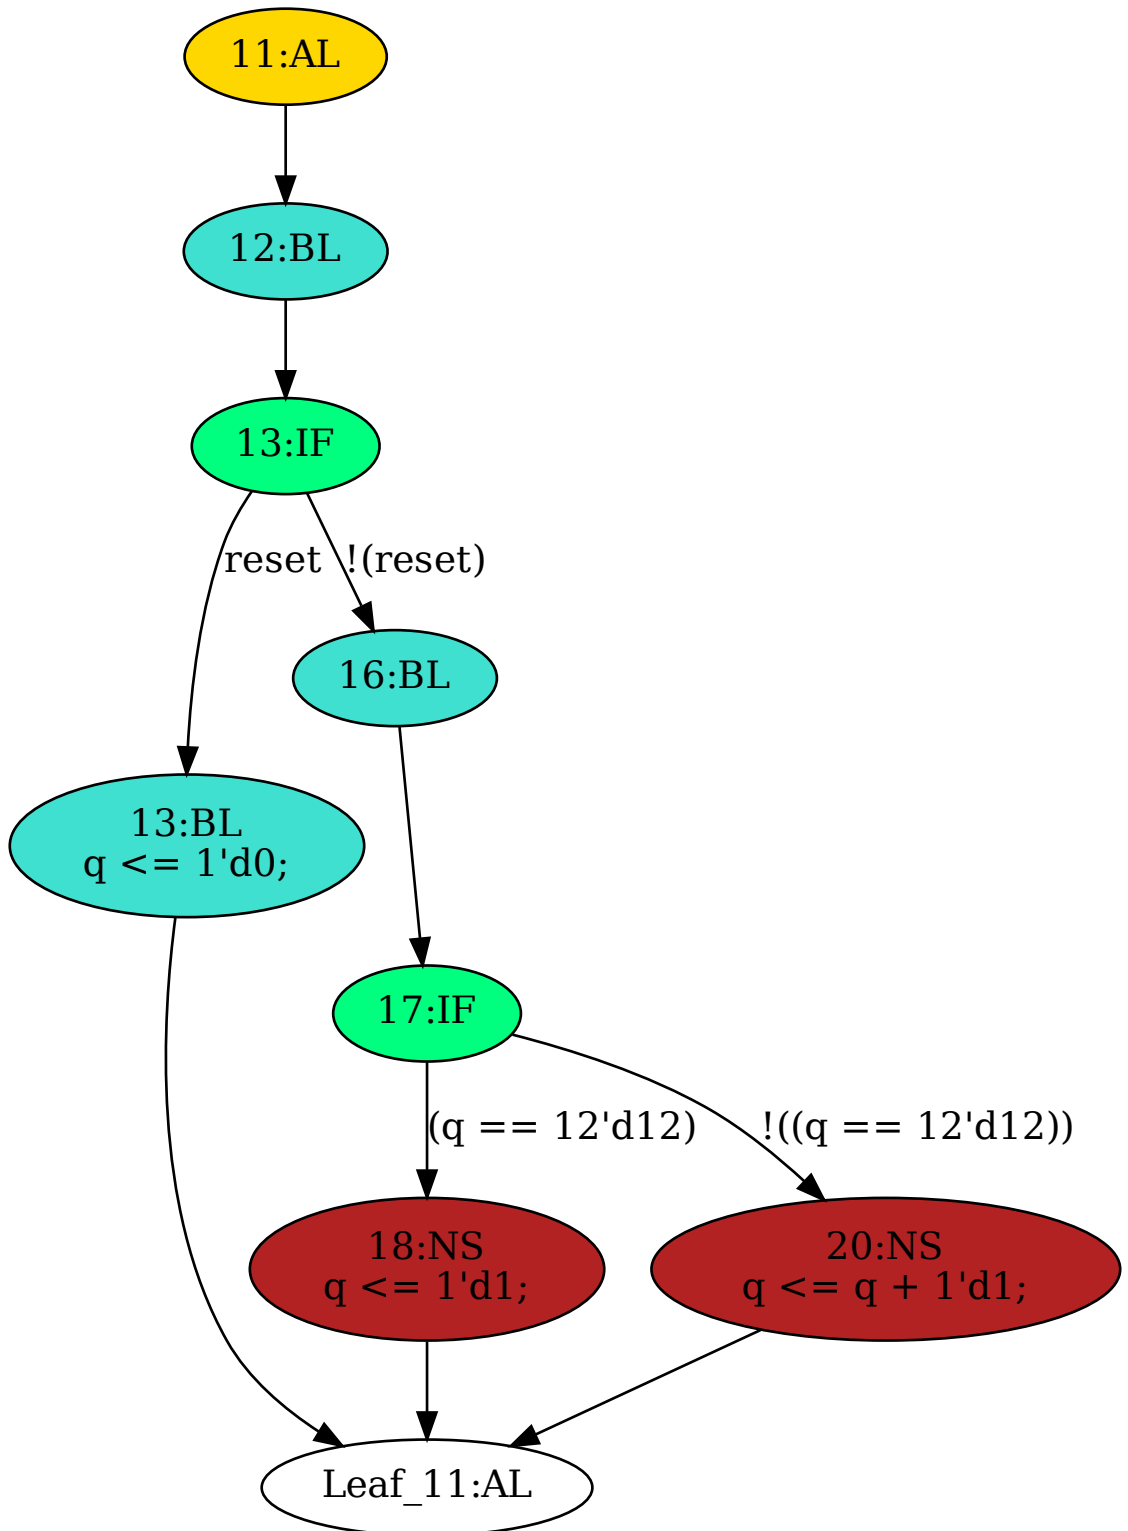 11:AL
12:BL
13:IF
reset
!(reset)
16:BL
13:BL
q <= 1'd0;
17:IF
(q == 12'd12)
!((q == 12'd12))
18:NS
q <= 1'd1;
20:NS
q <= q + 1'd1;
Leaf_11:AL